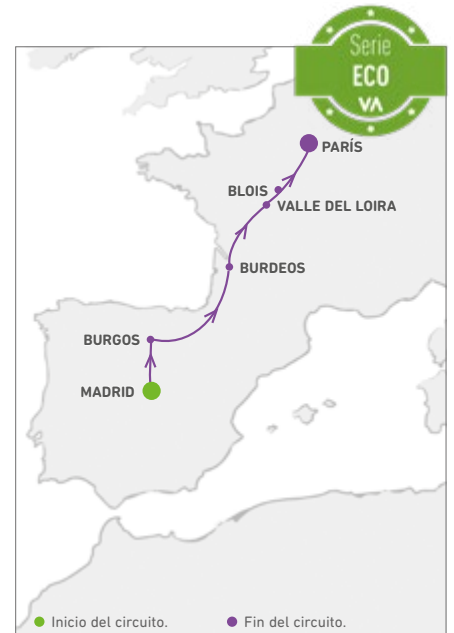 Serie
ECO
VA
PARÍS
BLOIS
VALLE DEL LOIRA
BURDEOS
BURGOS
MADRID
Inicio del circuito.
Fin del circuito.